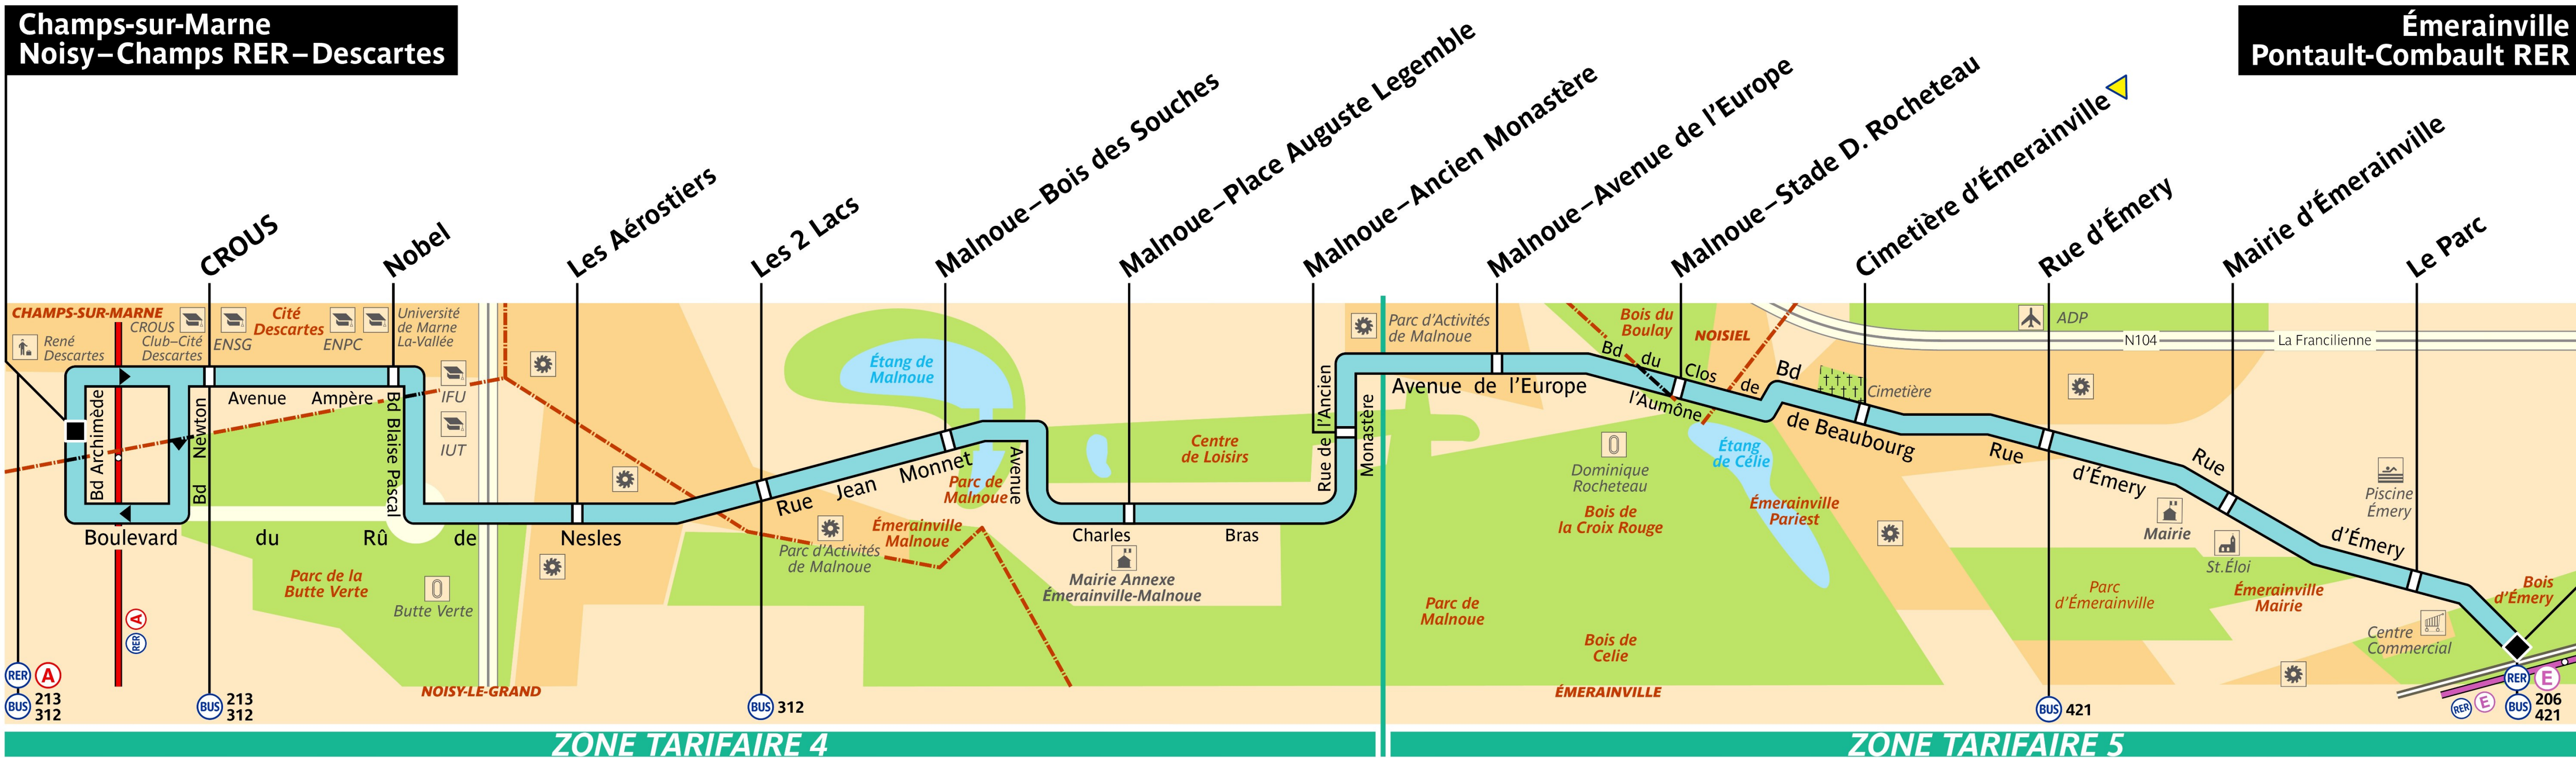 Champs-sur-Marne
Noisy–Champs RER–Descartes
Émerainville
Pontault-Combault RER
CROUS
Nobel
Les Aérostiers
Les 2 Lacs
Malnoue–Bois des Souches
Malnoue–Place Auguste Legemble
Malnoue–Ancien Monastère
Malnoue–Avenue de l'Europe
Malnoue–Stade D. Rocheteau
Cimetière d'Émerainville
Rue d'Émery
Mairie d'Émerainville
Le Parc
CHAMPS-SUR-MARNE
René
Descartes
CROUS
Club–Cité
Descartes
ENSG
Cité
Descartes
ENPC
Université
de Marne
La-Vallée
IFU
IUT
Bd Archimède
Bd Newton
Avenue Ampère
Bd Blaise Pascal
Boulevard du Rû de Nesles
Parc de la
Butte Verte
Butte Verte
NOISY-LE-GRAND
Étang de
Malnoue
Rue Jean Monnet
Parc de
Malnoue
Émerainville
Malnoue
Parc d'Activités
de Malnoue
Avenue Charles Bras
Mairie Annexe
Émerainville-Malnoue
Centre
de Loisirs
Rue de l'Ancien
Monastère
Parc d'Activités
de Malnoue
Avenue de l'Europe
Bois du
Boulay
NOISIEL
Bd du Clos de
l'Aumône
Bd
de Beaubourg
Cimetière
Dominique
Rocheteau
Bois de
la Croix Rouge
Étang
de Célie
Émerainville
Pariest
Parc de
Malnoue
Bois de
Celie
ÉMERAINVILLE
ADP
N104
La Francilienne
Rue d'Émery
Rue d'Émery
Mairie
St.Éloi
Parc
d'Émerainville
Émerainville
Mairie
Piscine
Émery
Centre
Commercial
Bois
d'Émery
A
RER
RER A
BUS 213
312
BUS 213
312
BUS 312
BUS 421
RER E
RER E
BUS 206
421
ZONE TARIFAIRE 4
ZONE TARIFAIRE 5